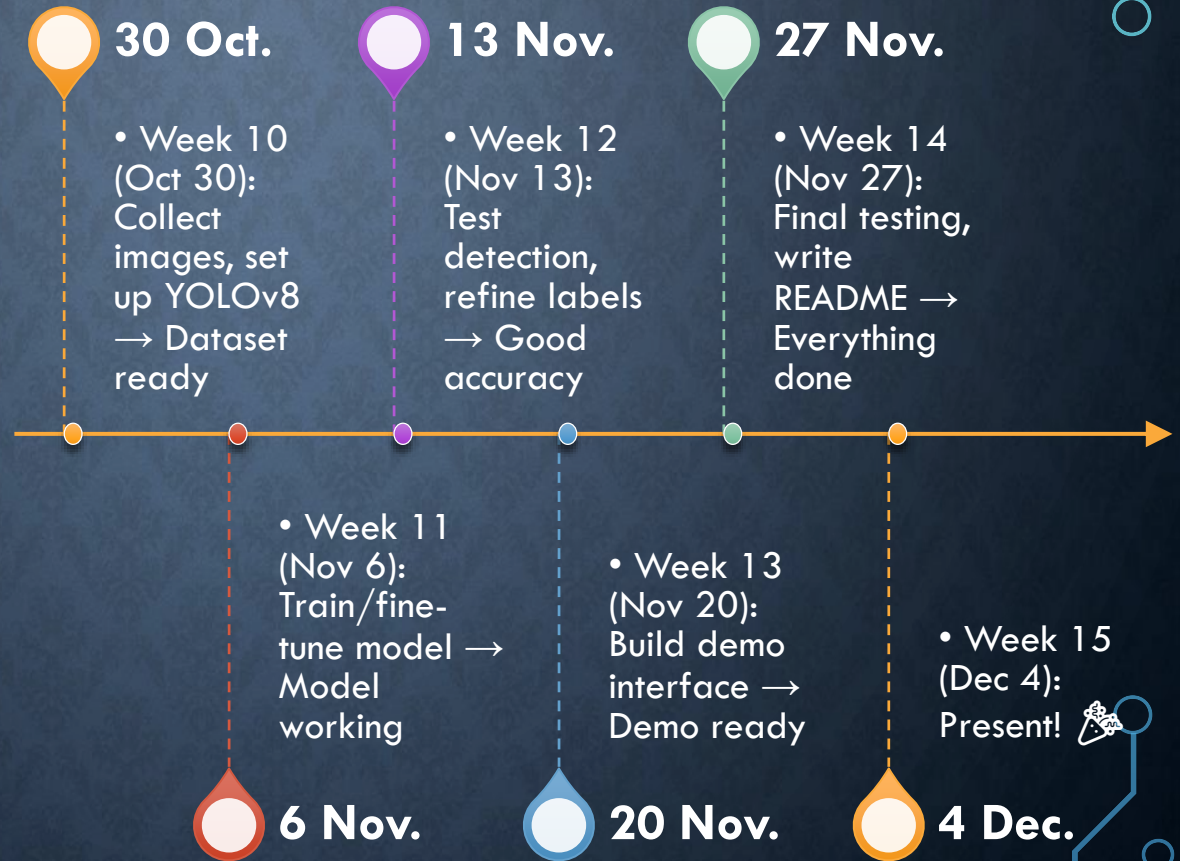 30 Oct.
• Week 10
(Oct 30):
Collect
images, set
up YOLOv8
→ Dataset
ready
6 Nov.
• Week 11
(Nov 6):
Train/fine-
tune model →
Model
working
13 Nov.
• Week 12
(Nov 13):
Test
detection,
refine labels
→ Good
accuracy
20 Nov.
• Week 13
(Nov 20):
Build demo
interface →
Demo ready
27 Nov.
• Week 14
(Nov 27):
Final testing,
write
README →
Everything
done
4 Dec.
• Week 15
(Dec 4):
Present! 🎉